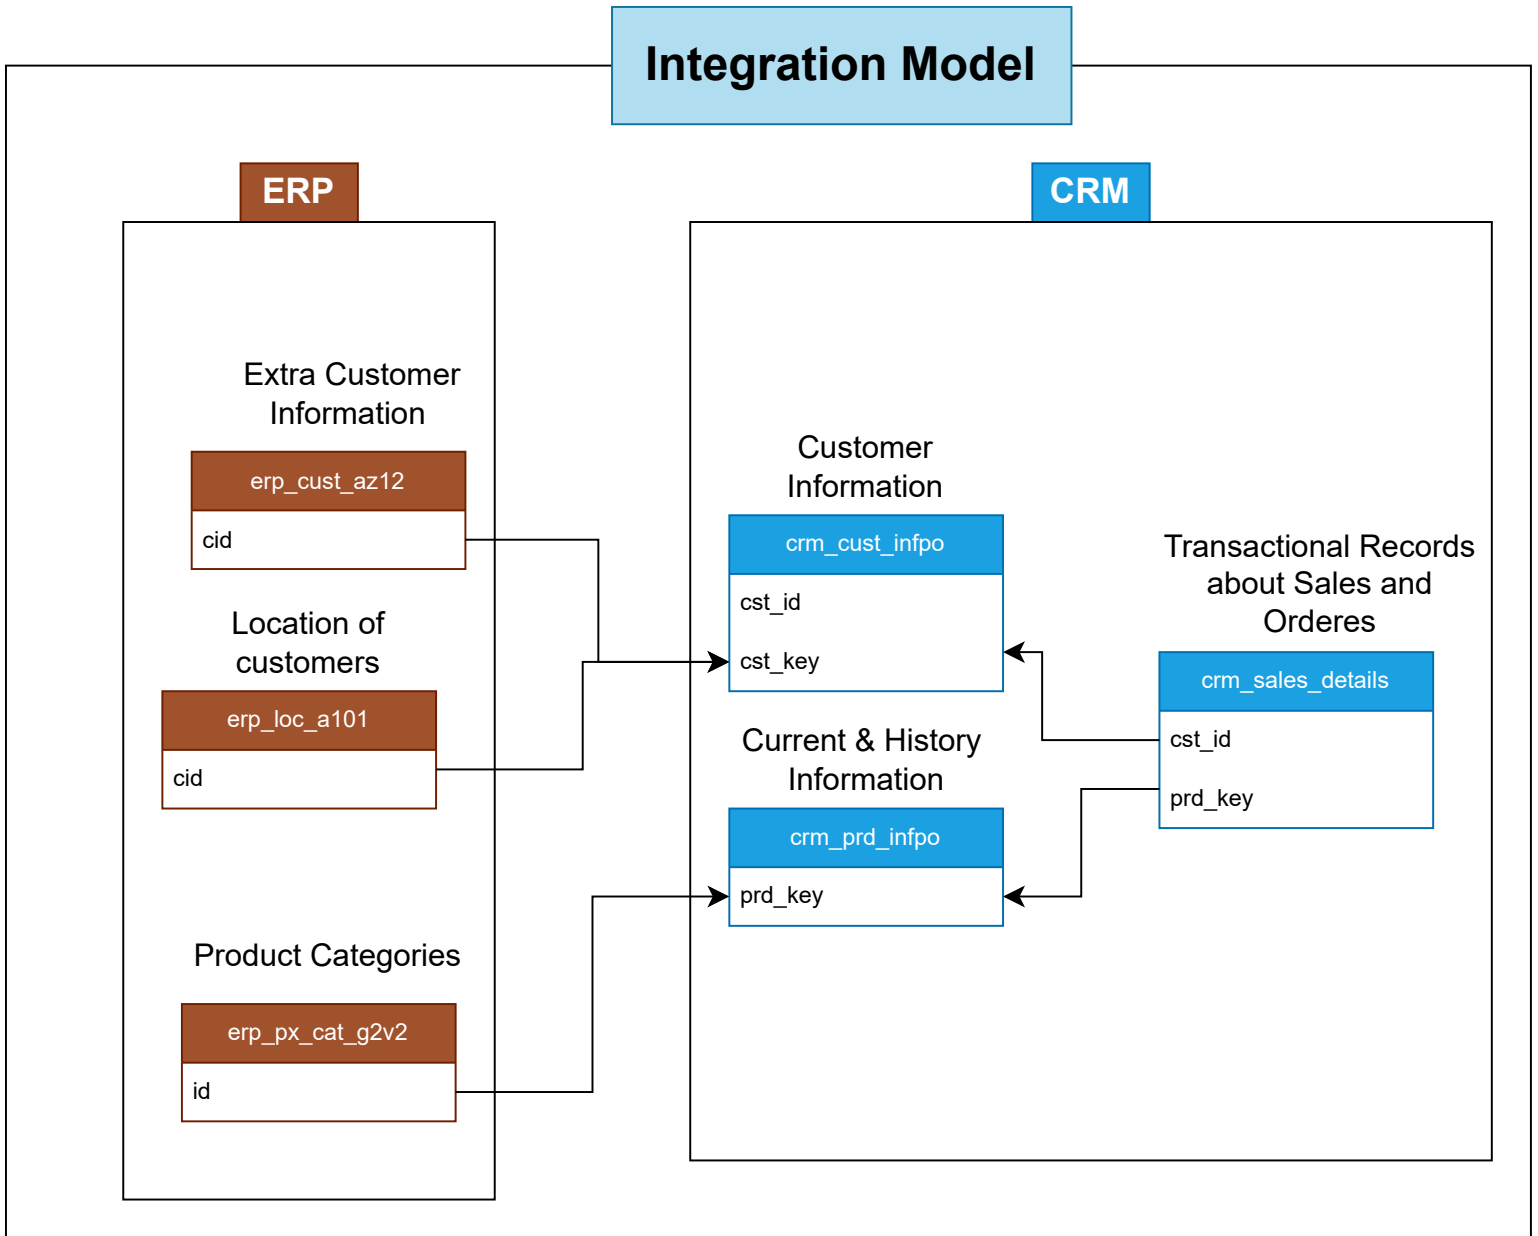 Integration Model
ERP
Extra Customer
Information
erp_cust_az12
cid
Location of
customers
erp_loc_a101
cid
Product Categories
erp_px_cat_g2v2
id
CRM
Customer
Information
crm_cust_infpo
cst_id
cst_key
Current & History
Information
crm_prd_infpo
prd_key
Transactional Records
about Sales and
Orderes
crm_sales_details
cst_id
prd_key